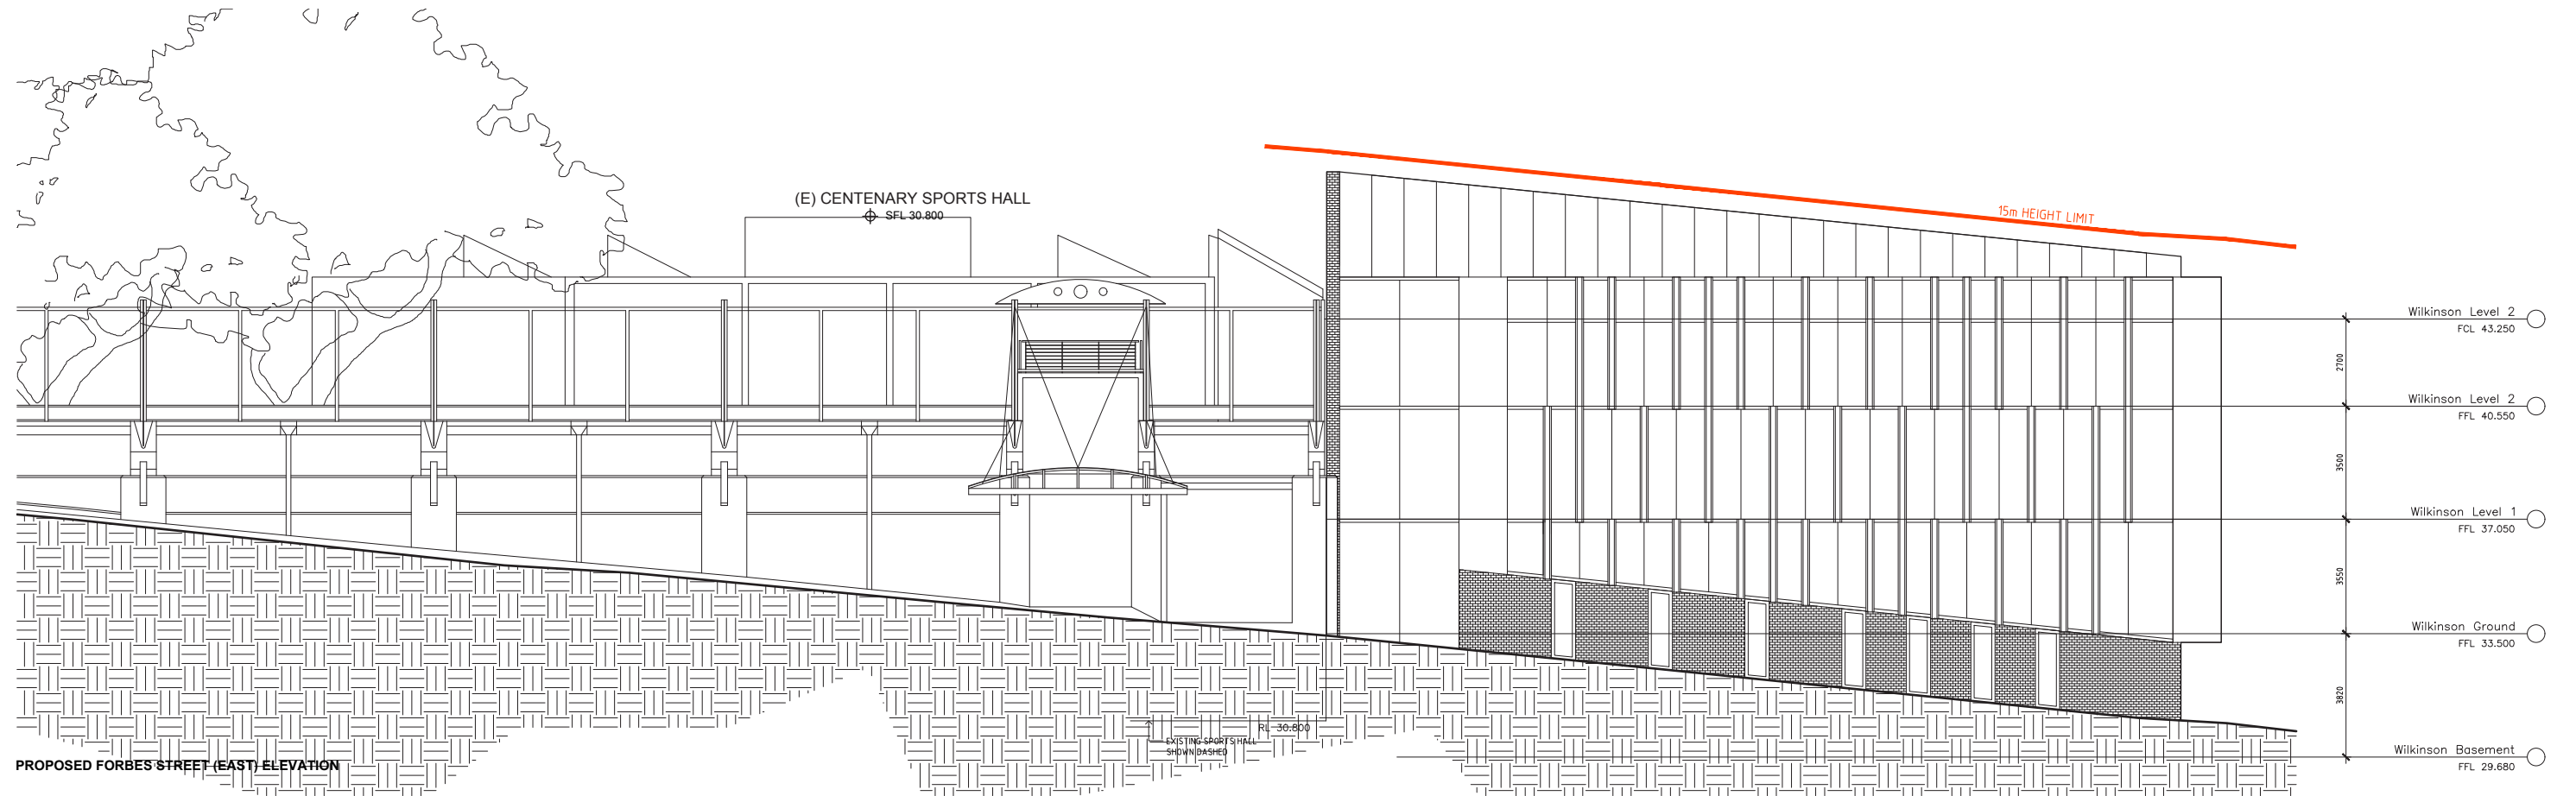 (E) CENTENARY SPORTS HALL
SFL 30.800
15m HEIGHT LIMIT
Wilkinson Level 2
FCL 43.250
2700
Wilkinson Level 2
FFL 40.550
3500
Wilkinson Level 1
FFL 37.050
3550
Wilkinson Ground
FFL 33.500
30820
RL 30.800
EXISTING SPORTS HALL
SHOWN DASHED
Wilkinson Basement
FFL 29.680
PROPOSED FORBES STREET (EAST) ELEVATION